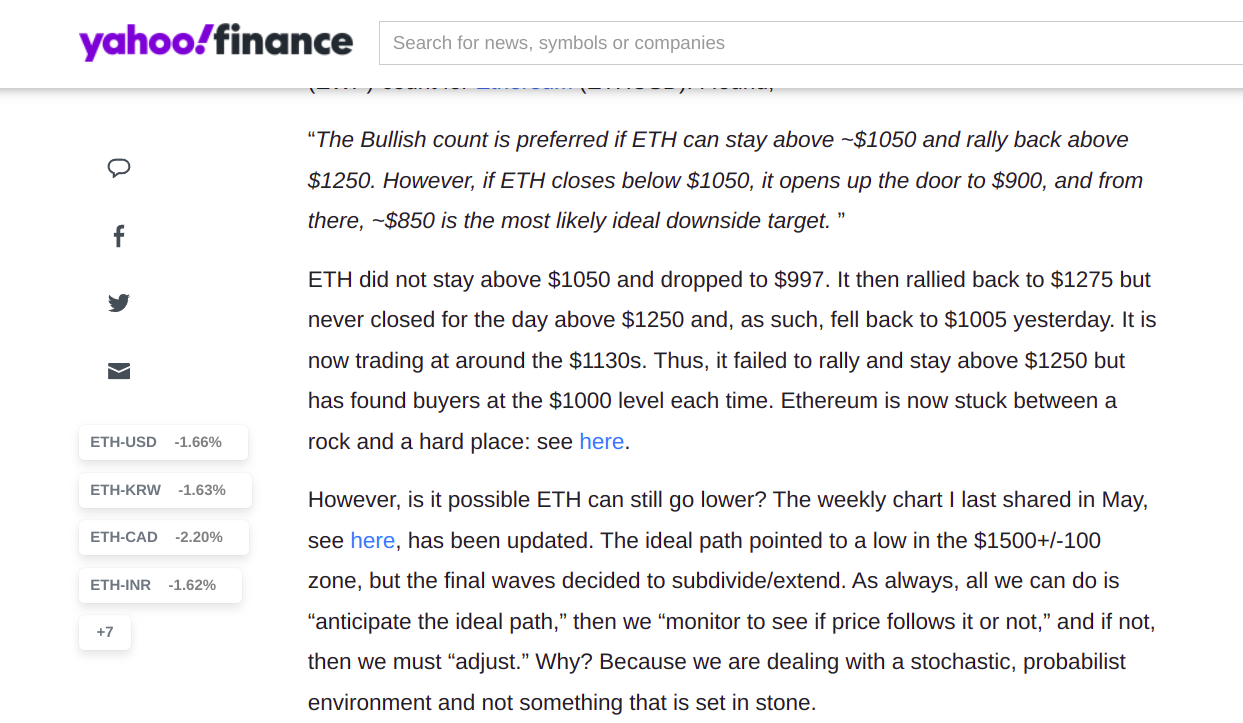 yahoo!finance
Search for news, symbols or companies
“The Bullish count is preferred if ETH can stay above ~$1050 and rally back above
$1250. However, if ETH closes below $1050, it opens up the door to $900, and from
there, ~$850 is the most likely ideal downside target. ”
ETH did not stay above $1050 and dropped to $997. It then rallied back to $1275 but
never closed for the day above $1250 and, as such, fell back to $1005 yesterday. It is
now trading at around the $1130s. Thus, it failed to rally and stay above $1250 but
has found buyers at the $1000 level each time. Ethereum is now stuck between a
rock and a hard place: see here.
However, is it possible ETH can still go lower? The weekly chart I last shared in May,
see here, has been updated. The ideal path pointed to a low in the $1500+/-100
zone, but the final waves decided to subdivide/extend. As always, all we can do is
“anticipate the ideal path,” then we “monitor to see if price follows it or not,” and if not,
then we must “adjust.” Why? Because we are dealing with a stochastic, probabilist
environment and not something that is set in stone.
ETH-USD -1.66%
ETH-KRW -1.63%
ETH-CAD -2.20%
ETH-INR -1.62%
+7